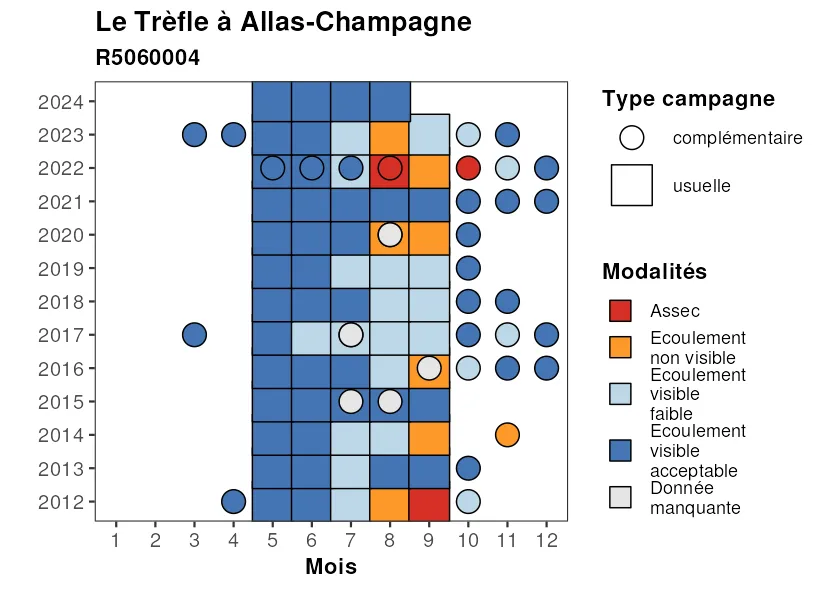 Le Trèfle à Allas-Champagne
R5060004
2024
2023
2022
2021
2020
2019
2018
2017
2016
2015
2014
2013
2012
1 2 3 4 5 6 7 8 9 10 11 12
Mois
Type campagne
complémentaire
usuelle
Modalités
Assec
Ecoulement
non visible
Ecoulement
visible
faible
Ecoulement
visible
acceptable
Donnée
manquante